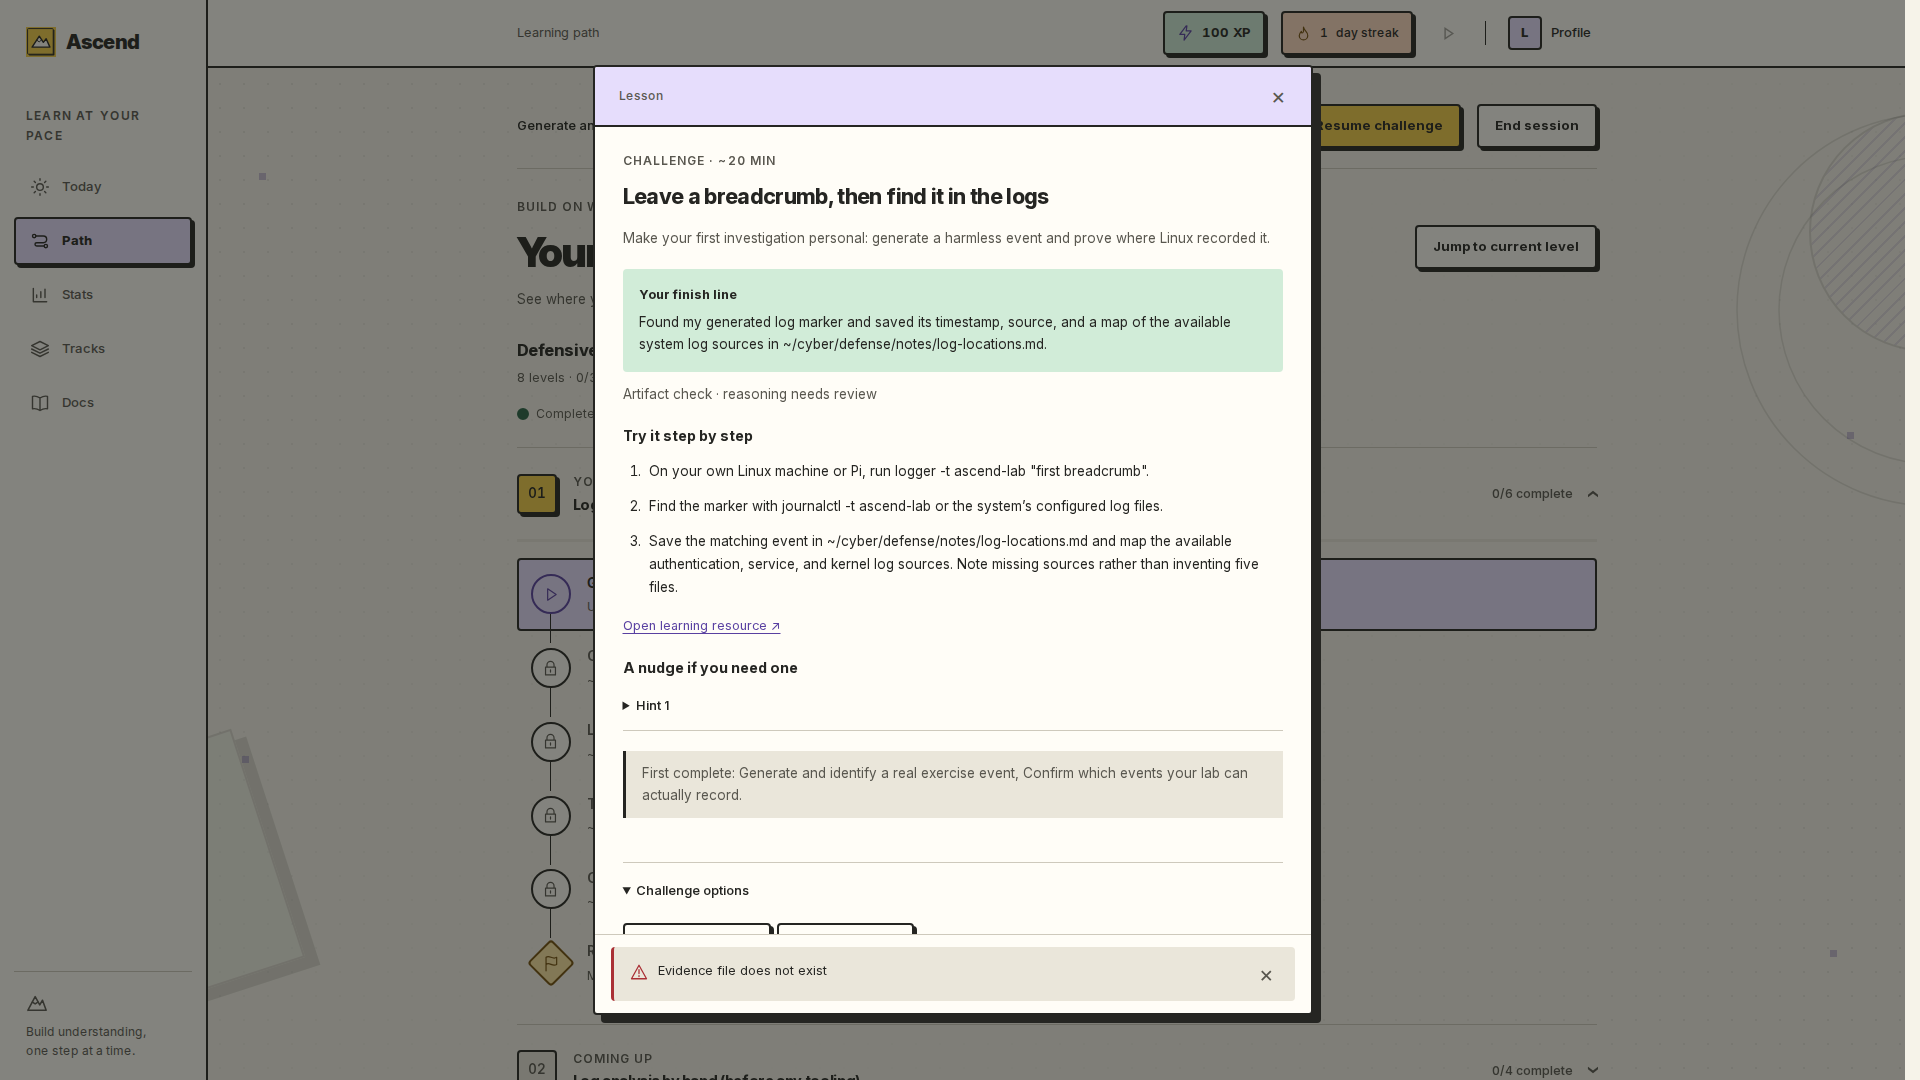 Ascend
Learning path
100 XP
1 day streak
L
Profile
LEARN AT YOUR
PACE
Today
Path
Stats
Tracks
Docs
Build understanding,
one step at a time.
Resume challenge
End session
BUILD ON
Your
Jump to current level
See where
Defensive
8 levels
Complete
01
0/6 complete
Lesson
CHALLENGE · ~20 MIN
Leave a breadcrumb, then find it in the logs
Make your first investigation personal: generate a harmless event and prove where Linux recorded it.
Your finish line
Found my generated log marker and saved its timestamp, source, and a map of the available
system log sources in ~/cyber/defense/notes/log-locations.md.
Artifact check · reasoning needs review
Try it step by step
1. On your own Linux machine or Pi, run logger -t ascend-lab "first breadcrumb".
2. Find the marker with journalctl -t ascend-lab or the system’s configured log files.
3. Save the matching event in ~/cyber/defense/notes/log-locations.md and map the available
authentication, service, and kernel log sources. Note missing sources rather than inventing five
files.
Open learning resource ↗
A nudge if you need one
Hint 1
First complete: Generate and identify a real exercise event, Confirm which events your lab can
actually record.
Challenge options
Evidence file does not exist
02
COMING UP
Log analysis by hand (before any tooling)
0/4 complete